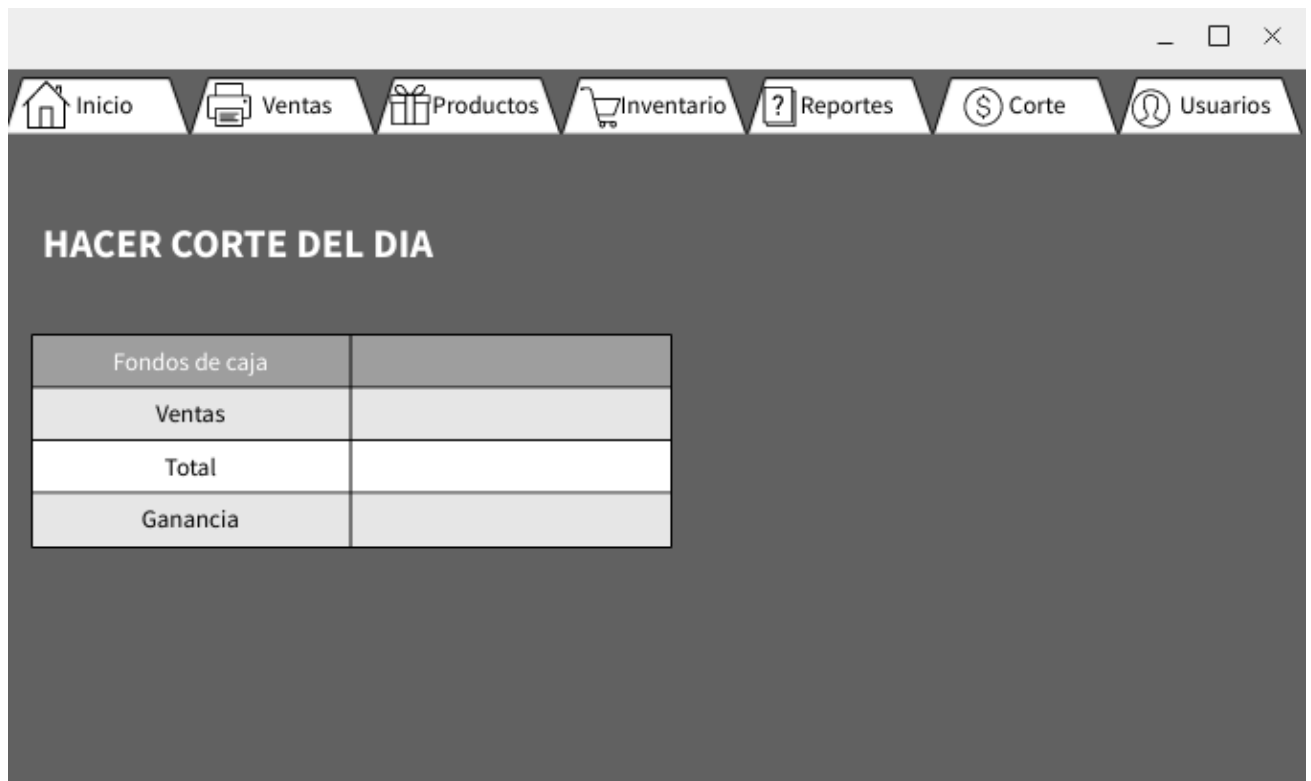 Inicio Ventas Productos Inventario ? Reportes $ Corte Usuarios
HACER CORTE DEL DIA
Fondos de caja
Ventas
Total
Ganancia